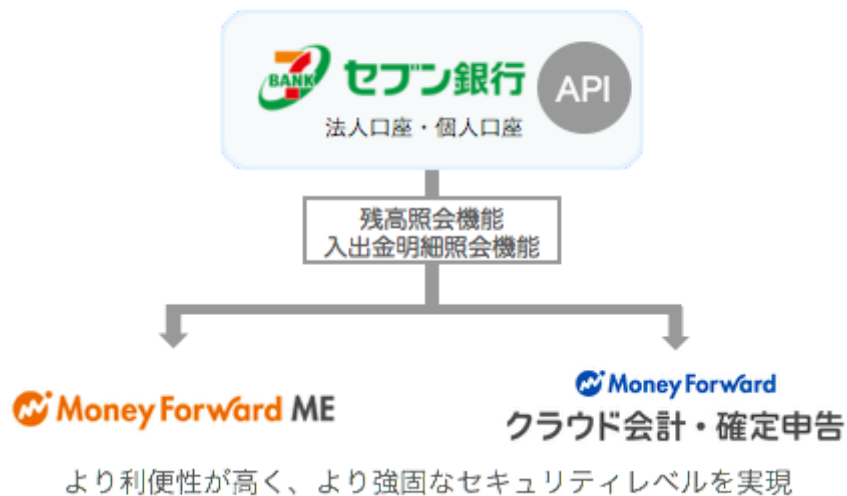 7
BANK
セブン銀行
API
法人口座・個人口座
残高照会機能
入出金明細照会機能
Money Forward ME
Money Forward
クラウド会計・確定申告
より利便性が高く、より強固なセキュリティレベルを実現